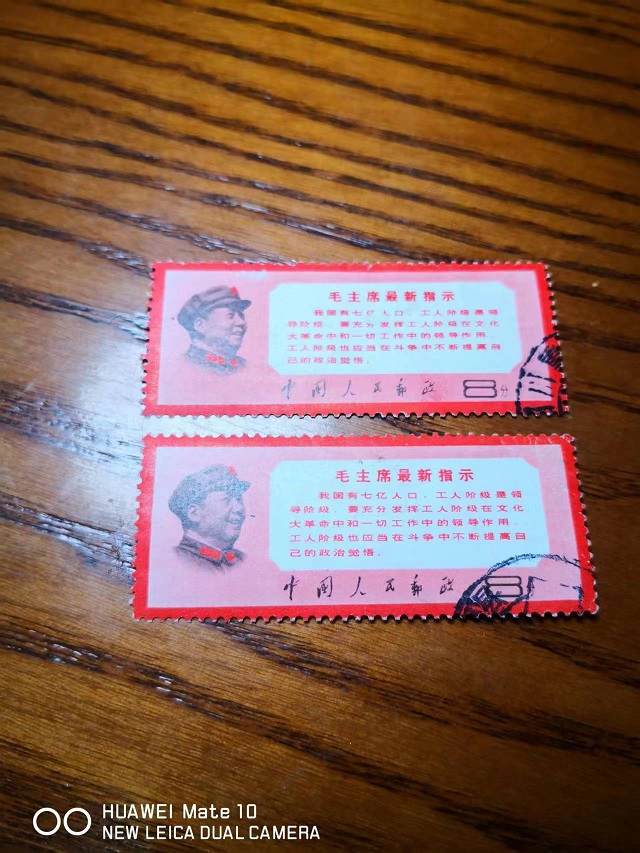 毛主席最新指示
我国有七亿人口,工人阶级是领
导阶级。要充分发挥工人阶级在文化
大革命中和一切工作中的领导作用。
工人阶级也应当在斗争中不断提高自
己的政治觉悟。
中国人民邮政
8分
毛主席最新指示
我国有七亿人口,工人阶级是领
导阶级。要充分发挥工人阶级在文化
大革命中和一切工作中的领导作用。
工人阶级也应当在斗争中不断提高自
己的政治觉悟。
中国人民邮政
8
HUAWEI Mate 10
NEW LEICA DUAL CAMERA